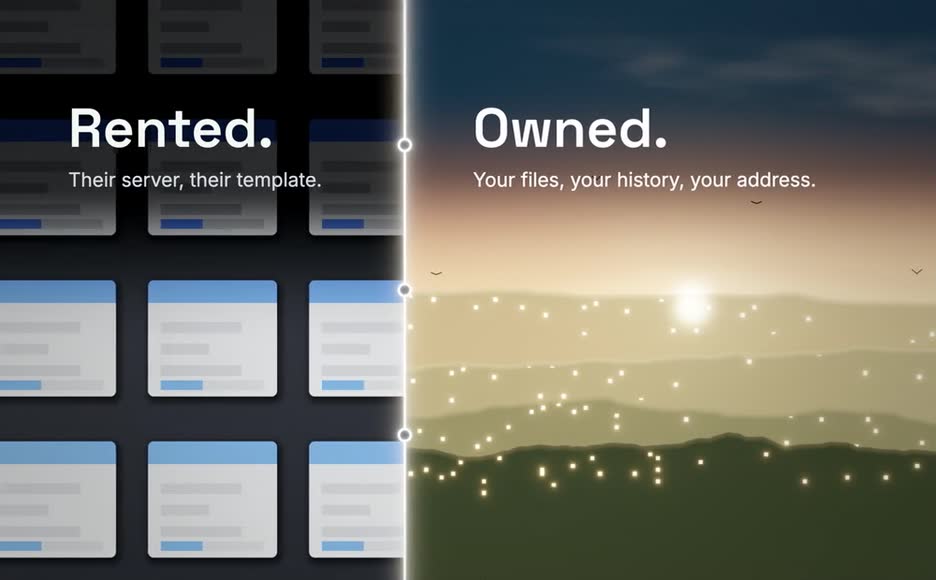 Rented.
Their server, their template.
Owned.
Your files, your history, your address.